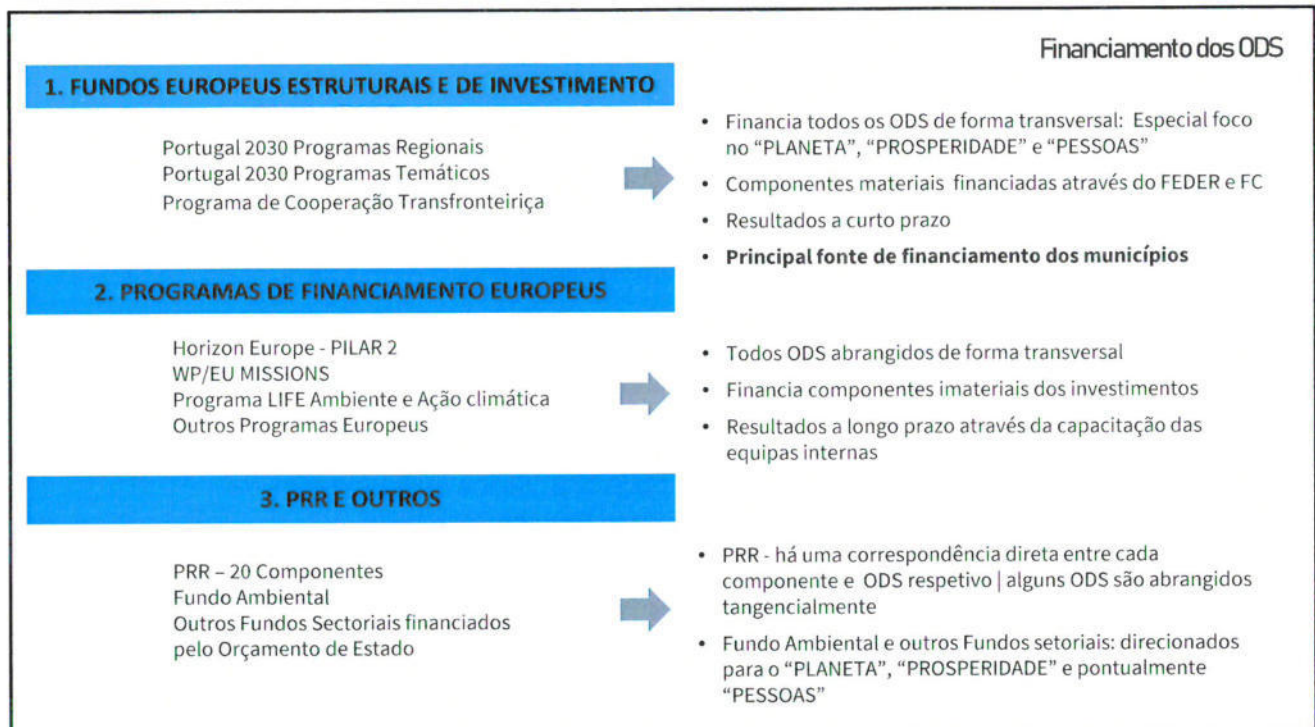 Financiamento dos ODS
1. FUNDOS EUROPEUS ESTRUTURAIS E DE INVESTIMENTO
Portugal 2030 Programas Regionais
Portugal 2030 Programas Temáticos
Programa de Cooperação Transfronteiriça
• Financia todos os ODS de forma transversal: Especial foco
no “PLANETA”, “PROSPERIDADE” e “PESSOAS”
• Componentes materiais financiadas através do FEDER e FC
• Resultados a curto prazo
• Principal fonte de financiamento dos municípios
2. PROGRAMAS DE FINANCIAMENTO EUROPEUS
Horizon Europe - PILAR 2
WP/EU MISSIONS
Programa LIFE Ambiente e Ação climática
Outros Programas Europeus
• Todos ODS abrangidos de forma transversal
• Financia componentes imateriais dos investimentos
• Resultados a longo prazo através da capacitação das
equipas internas
3. PRR E OUTROS
PRR – 20 Componentes
Fundo Ambiental
Outros Fundos Sectoriais financiados
pelo Orçamento de Estado
• PRR - há uma correspondência direta entre cada
componente e ODS respetivo | alguns ODS são abrangidos
tangencialmente
• Fundo Ambiental e outros Fundos setoriais: direcionados
para o “PLANETA”, “PROSPERIDADE” e pontualmente
“PESSOAS”